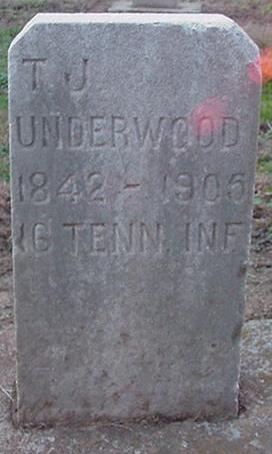 T J
UNDERWOOD
1842 - 1905
16 TENN. INF